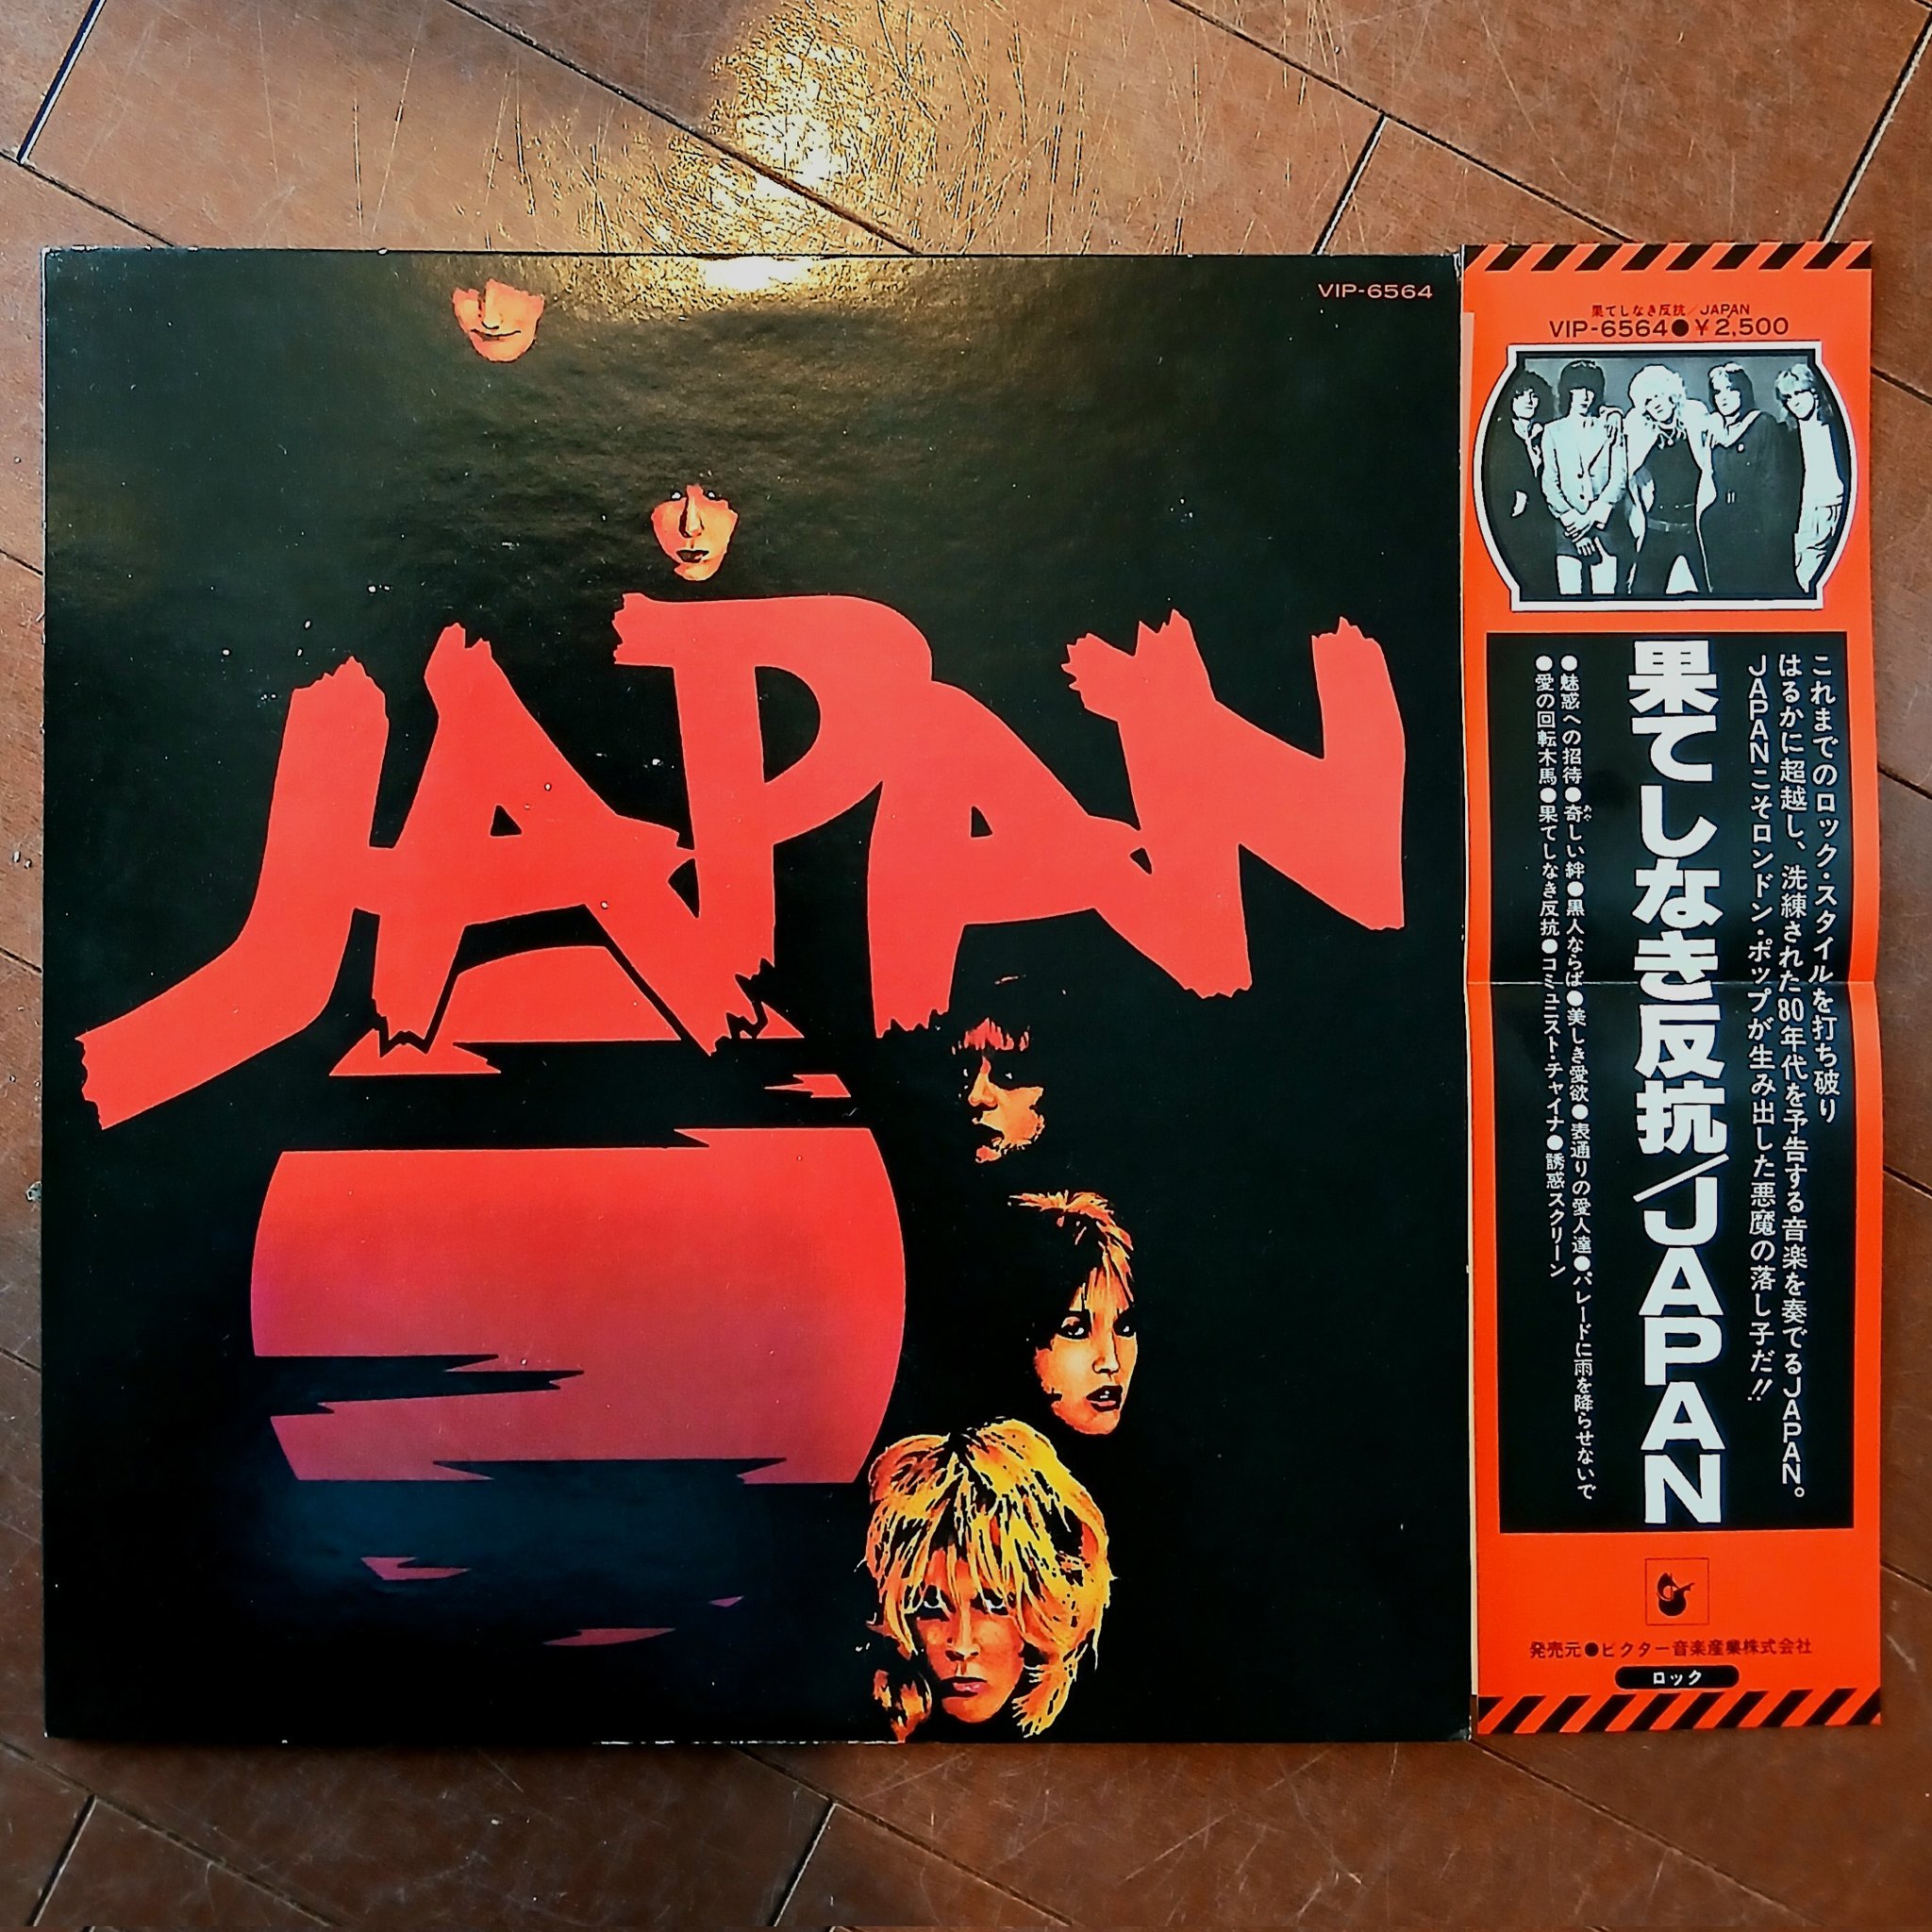 VIP-6564
JAPAN
果てしなき反抗/JAPAN
VIP-6564●¥2,500
これまでのロック・スタイルを打ち破り
はるかに超越し、洗練された80年代を予告する音楽を奏でるJAPAN。
JAPANこそロンドン・ポップが生み出した悪魔の落し子だ!!
果てしなき反抗/JAPAN
●魅惑への招待●奇しい絆●黒人ならば●美しき愛欲●表通りの愛人達●パレードに雨を降らせないで
あや
●愛の回転木馬●果てしなき反抗●コミュニスト・チャイナ●誘惑スクリーン
発売元●ビクター音楽産業株式会社
ロック